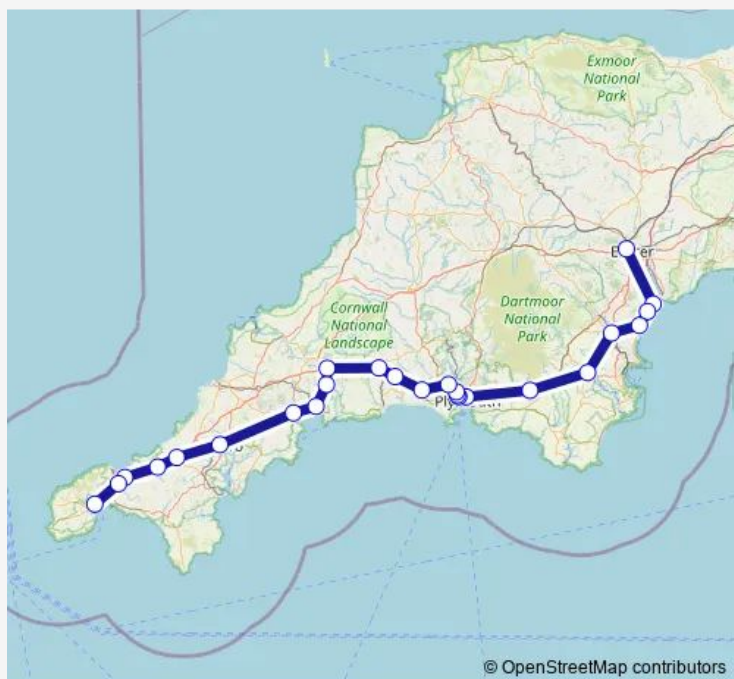 Exmoor
National
Park
Dartmoor
National
Park
Cornwall
National
Landscape
© OpenStreetMap contributors